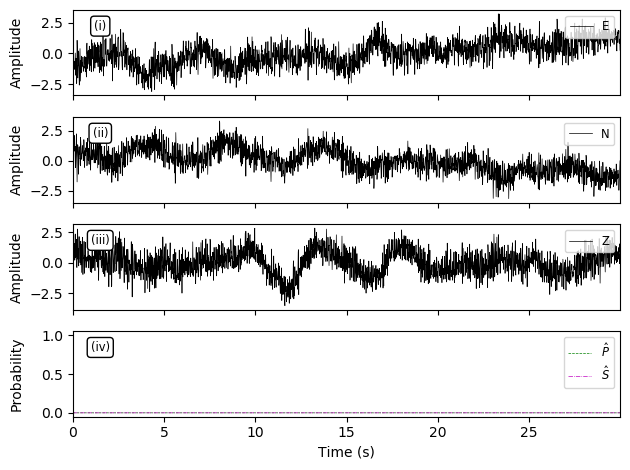 Amplitude
2.5
0.0
−2.5
(i)
E
Amplitude
2.5
0.0
−2.5
(ii)
N
Amplitude
2.5
0.0
−2.5
(iii)
Z
Probability
1.0
0.5
0.0
(iv)
P̂
Ŝ
0 5 10 15 20 25
Time (s)